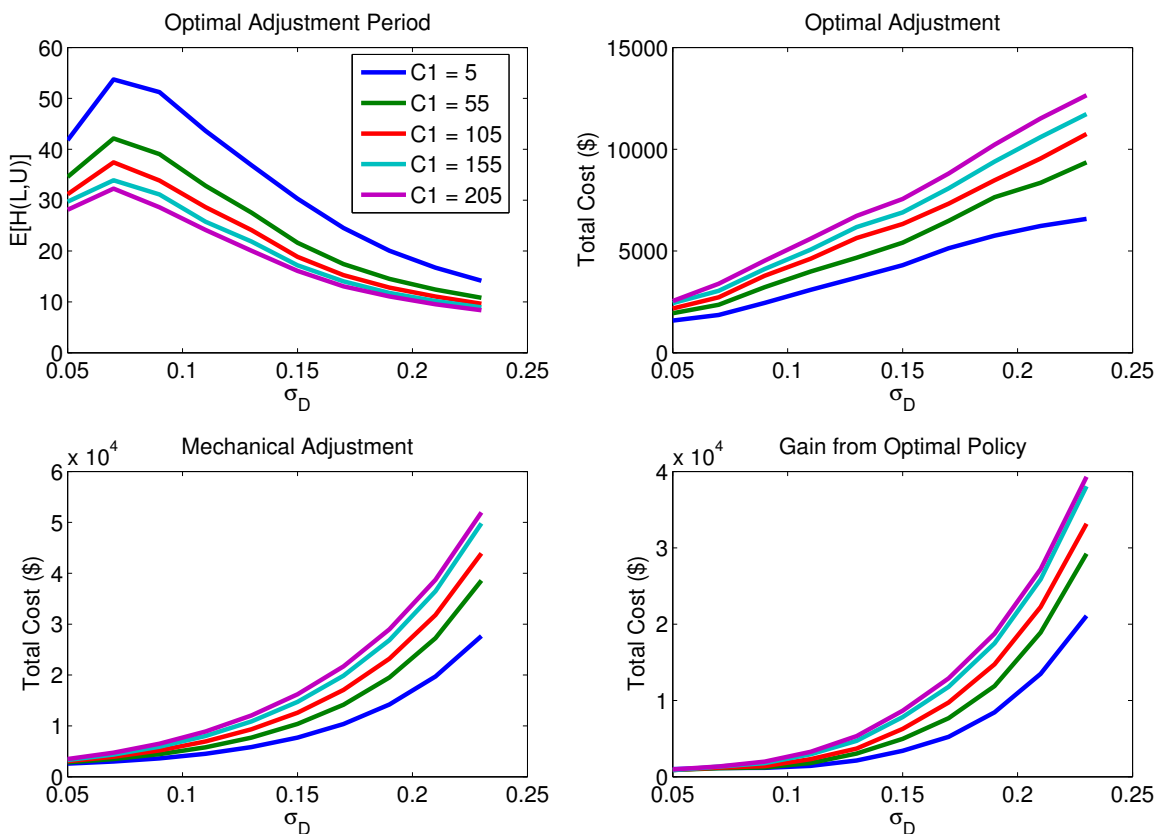 Optimal Adjustment Period
E[H(L,U)]
60
50
40
30
20
10
0
0.05 0.1 0.15 0.2 0.25
σD
C1 = 5
C1 = 55
C1 = 105
C1 = 155
C1 = 205
Optimal Adjustment
Total Cost ($)
15000
10000
5000
0
0.05 0.1 0.15 0.2 0.25
σD
Mechanical Adjustment
x 10^4
Total Cost ($)
6
5
4
3
2
1
0
0.05 0.1 0.15 0.2 0.25
σD
Gain from Optimal Policy
x 10^4
Total Cost ($)
4
3
2
1
0
0.05 0.1 0.15 0.2 0.25
σD